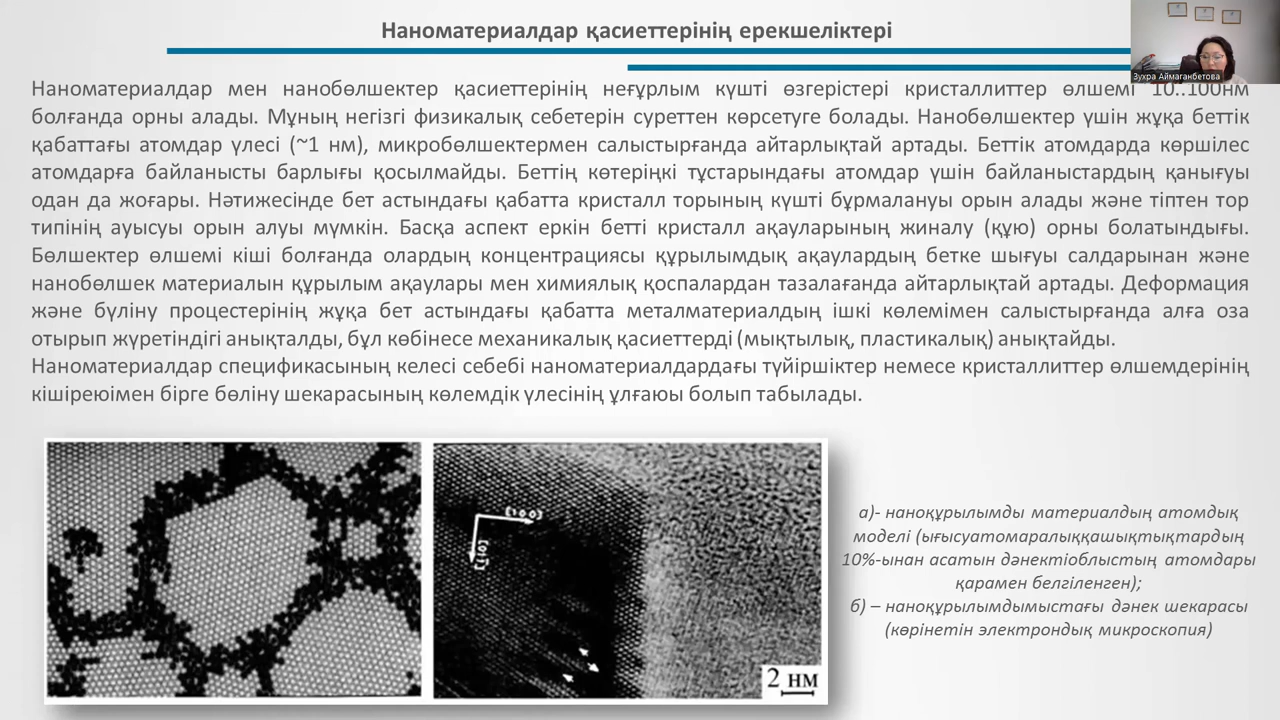 Наноматериалдар қасиеттерінің ерекшеліктері
Зухра Аймаганбетова
Наноматериалдар мен нанобөлшектер қасиеттерінің неғұрлым күшті өзгерістері кристаллиттер өлшемі 10..100нм
болғанда орны алады. Мұның негізгі физикалық себетерін суреттен көрсетуге болады. Нанобөлшектер үшін жұқа беттік
қабаттағы атомдар үлесі (~1 нм), микробөлшектермен салыстырғанда айтарлықтай артады. Беттік атомдарда көршілес
атомдарға байланысты барлығы қосылмайды. Беттің көтеріңкі тұстарындағы атомдар үшін байланыстардың қанығуы
одан да жоғары. Нәтижесінде бет астындағы қабатта кристалл торының күшті бұрмалануы орын алады және тіптен тор
типінің ауысуы орын алуы мүмкін. Басқа аспект еркін бетті кристалл ақауларының жиналу (құю) орны болатындығы.
Бөлшектер өлшемі кіші болғанда олардың концентрациясы құрылымдық ақаулардың бетке шығуы салдарынан және
нанобөлшек материалын құрылым ақаулары мен химиялық қоспалардан тазалағанда айтарлықтай артады. Деформация
және бүліну процестерінің жұқа бет астындағы қабатта металматериалдың ішкі көлемімен салыстырғанда алға оза
отырып жүретіндігі анықталды, бұл көбінесе механикалық қасиеттерді (мықтылық, пластикалық) анықтайды.
Наноматериалдар спецификасының келесі себебі наноматериалдардағы түйіршіктер немесе кристаллиттер өлшемдерінің
кішіреюімен бірге бөліну шекарасының көлемдік үлесінің ұлғаюы болып табылады.
[100]
[011]
2 нм
а)- наноқұрылымды материалдың атомдық
моделі (ығысуатомаралыққашықтықтардың
10%-ынан асатын дәнектіоблыстың атомдары
қарамен белгіленген);
б) – наноқұрылымдымыстағы дәнек шекарасы
(көрінетін электрондық микроскопия)